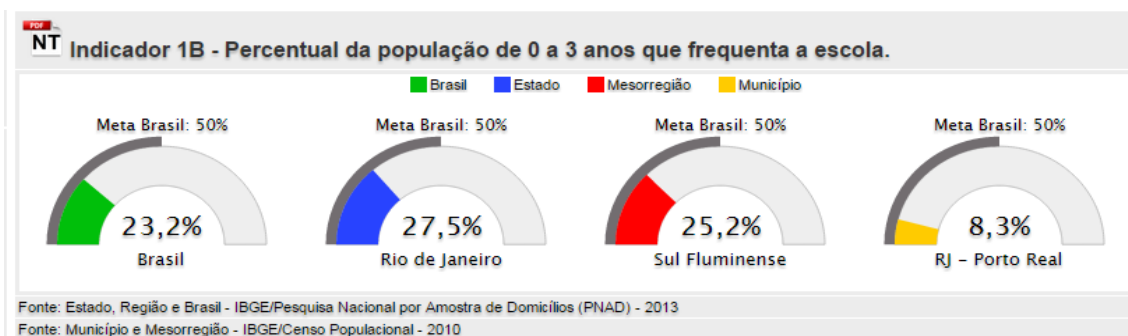 PDF
NT
Indicador 1B - Percentual da população de 0 a 3 anos que frequenta a escola.
Brasil Estado Mesorregião Município
Meta Brasil: 50% Meta Brasil: 50% Meta Brasil: 50% Meta Brasil: 50%
23,2% 27,5% 25,2% 8,3%
Brasil Rio de Janeiro Sul Fluminense RJ – Porto Real
Fonte: Estado, Região e Brasil - IBGE/Pesquisa Nacional por Amostra de Domicílios (PNAD) - 2013
Fonte: Município e Mesorregião - IBGE/Censo Populacional - 2010